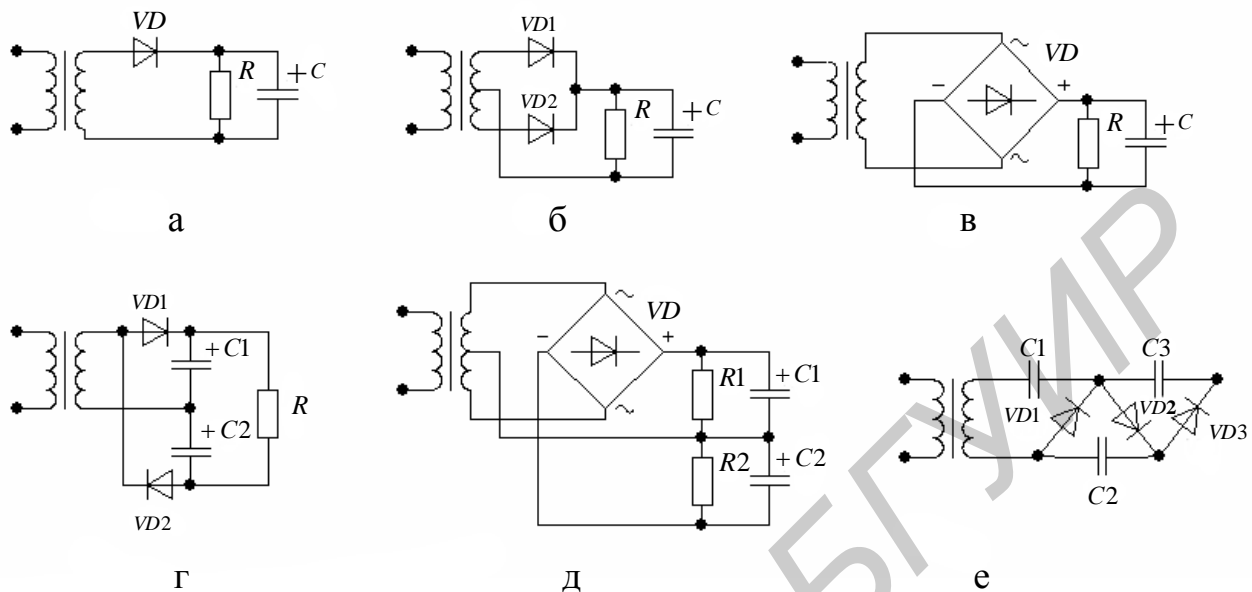 VD
R
+ C
а
VD1
VD2
R
+ C
б
~
VD
−
+
R
+ C
~
в
VD1
+ C1
R
+ C2
VD2
г
~
VD
−
+
R1
+ C1
~
R2
+ C2
д
C1
C3
VD1
VD2
VD3
C2
е
БГУИР